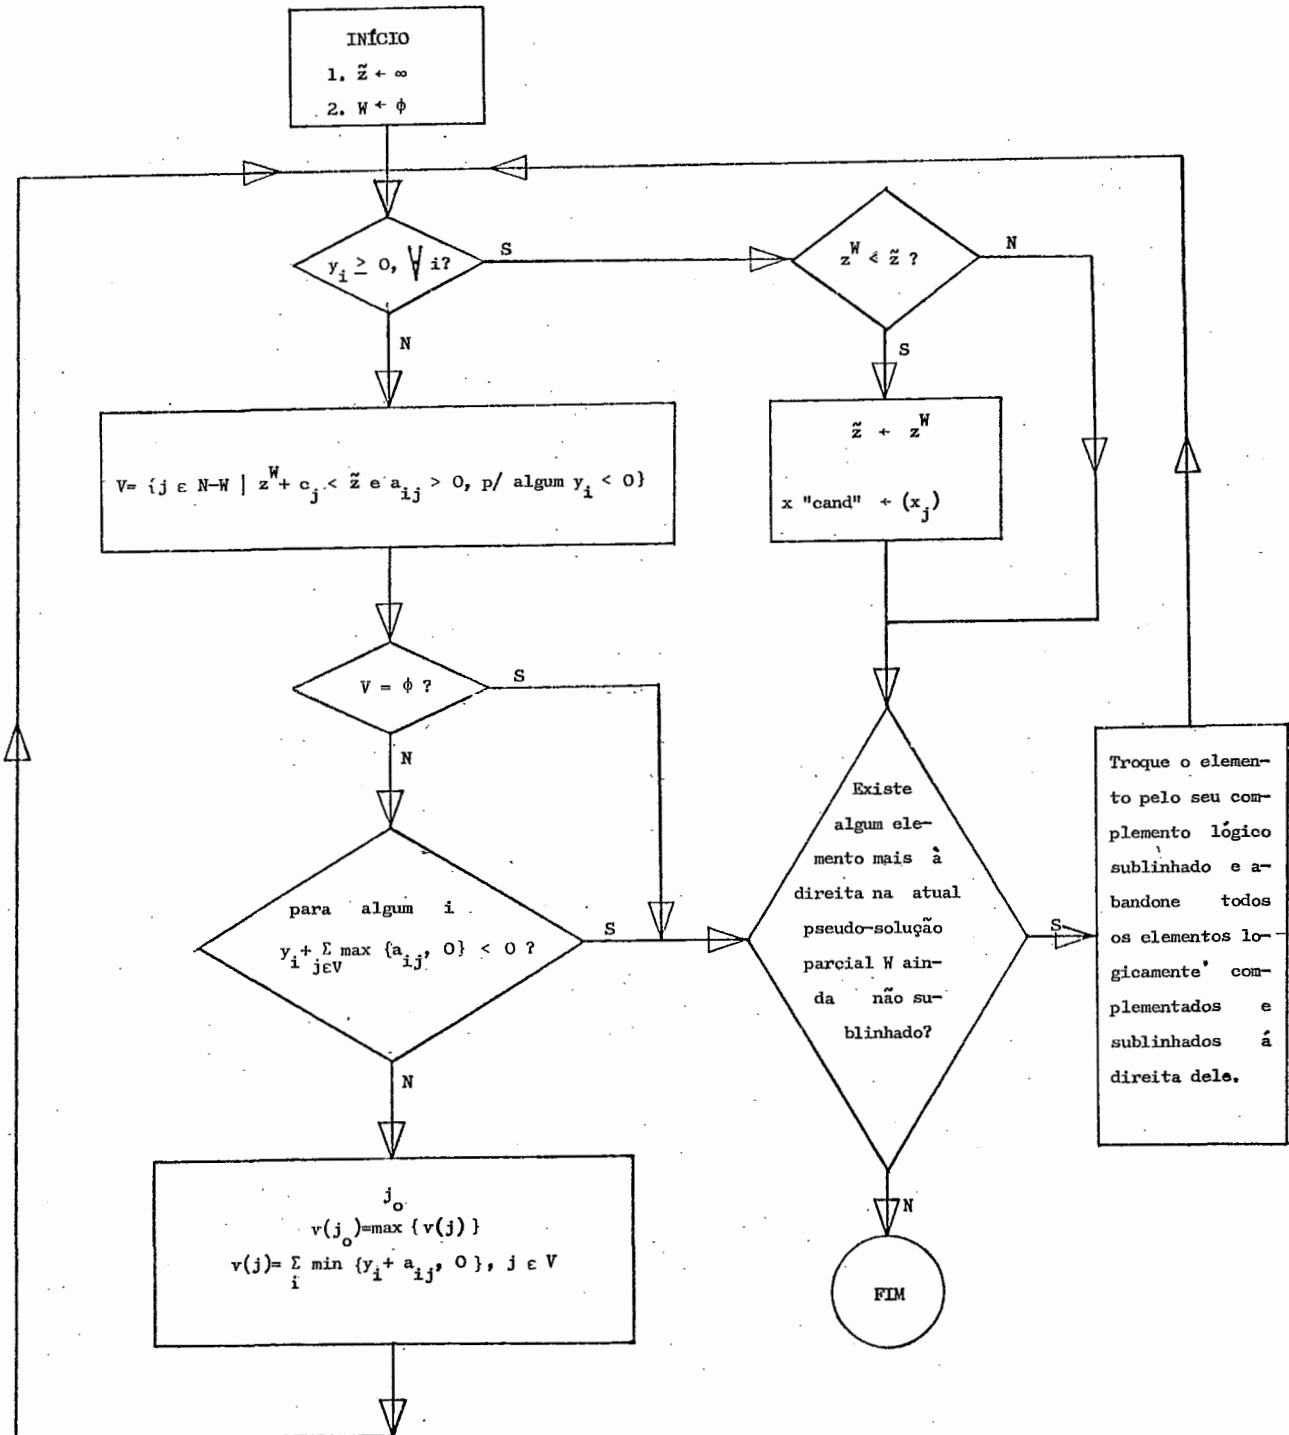 INÍCIO
1. z̃ ← ∞
2. W ← ϕ
y_i ≥ 0, ∀ i?
S
N
z^W < z̃ ?
N
S
z̃ ← z^W
x "cand" ← (x_j)
V= {j ε N-W | z^W + c_j < z̃ e a_ij > 0, p/ algum y_i < 0}
V = ϕ ?
S
N
para algum i
y_i + Σ_{jεV} max {a_ij, 0} < 0 ?
S
N
Existe
algum ele-
mento mais à
direita na atual
pseudo-solução
parcial W ain-
da não su-
blinhado?
S
N
Troque o elemen-
to pelo seu com-
plemento lógico
sublinhado e a-
bandone todos
os elementos lo-
gicamente' com-
plementados e
sublinhados á
direita dele.
j_o
v(j_o)=max {v(j)}
v(j)= Σ_i min {y_i + a_ij, 0 }, j ε V
FIM